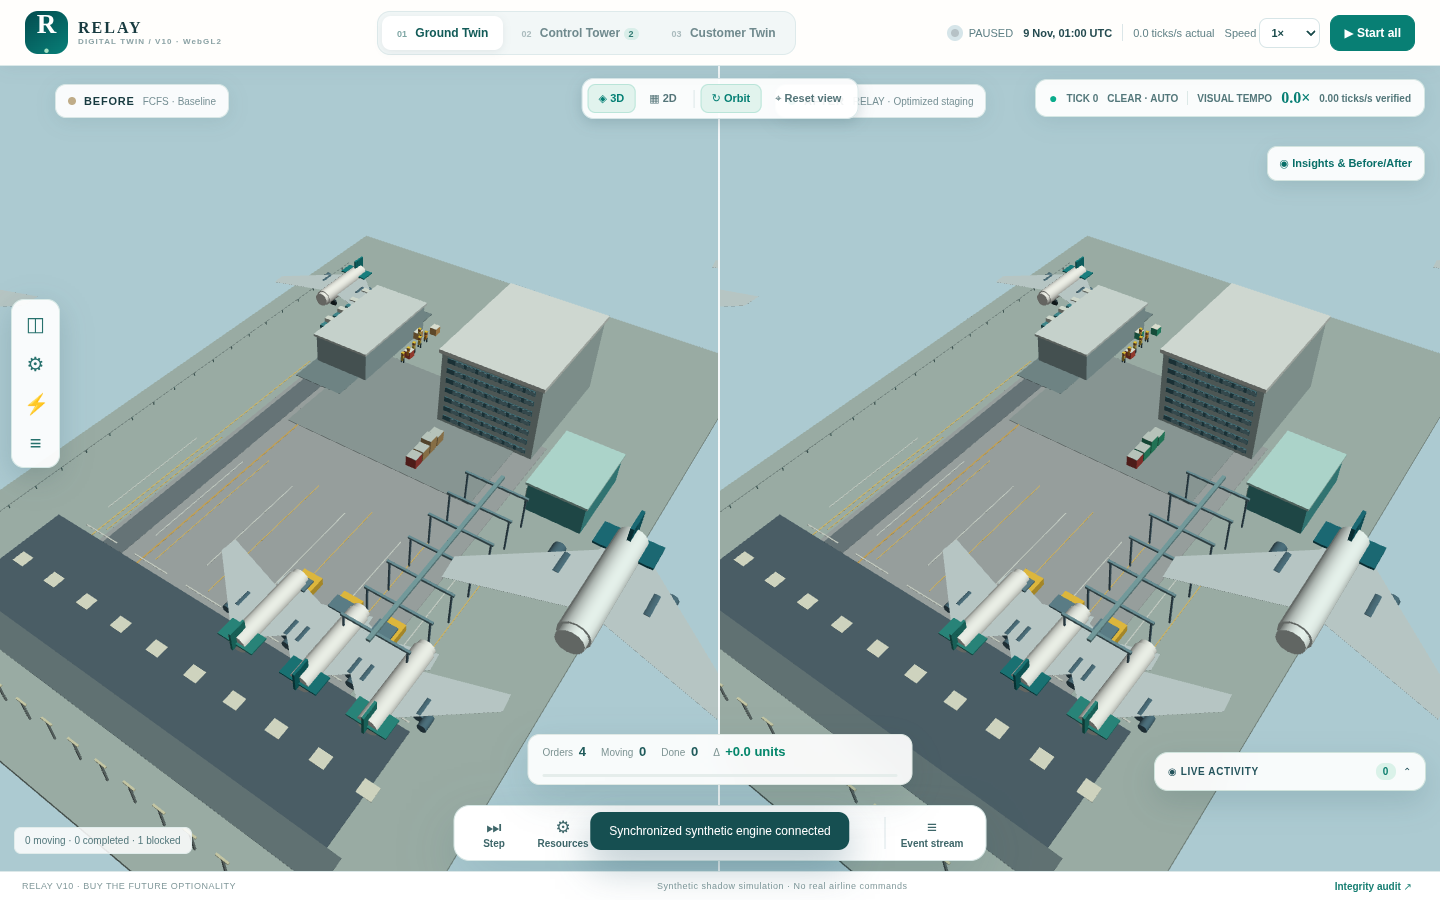 R RELAY
DIGITAL TWIN / V10 · WebGL2
01 Ground Twin 02 Control Tower 2 03 Customer Twin
PAUSED 9 Nov, 01:00 UTC 0.0 ticks/s actual Speed 1× ▶ Start all
BEFORE FCFS · Baseline
◈ 3D ▦ 2D ↻ Orbit ⌖ Reset view
RELAY · Optimized staging
TICK 0 CLEAR · AUTO VISUAL TEMPO 0.0× 0.00 ticks/s verified
◉ Insights & Before/After
Orders 4 Moving 0 Done 0 Δ +0.0 units
◉ LIVE ACTIVITY 0
Step
Resources
Synchronized synthetic engine connected
Event stream
0 moving · 0 completed · 1 blocked
RELAY V10 · BUY THE FUTURE OPTIONALITY
Synthetic shadow simulation · No real airline commands
Integrity audit ↗